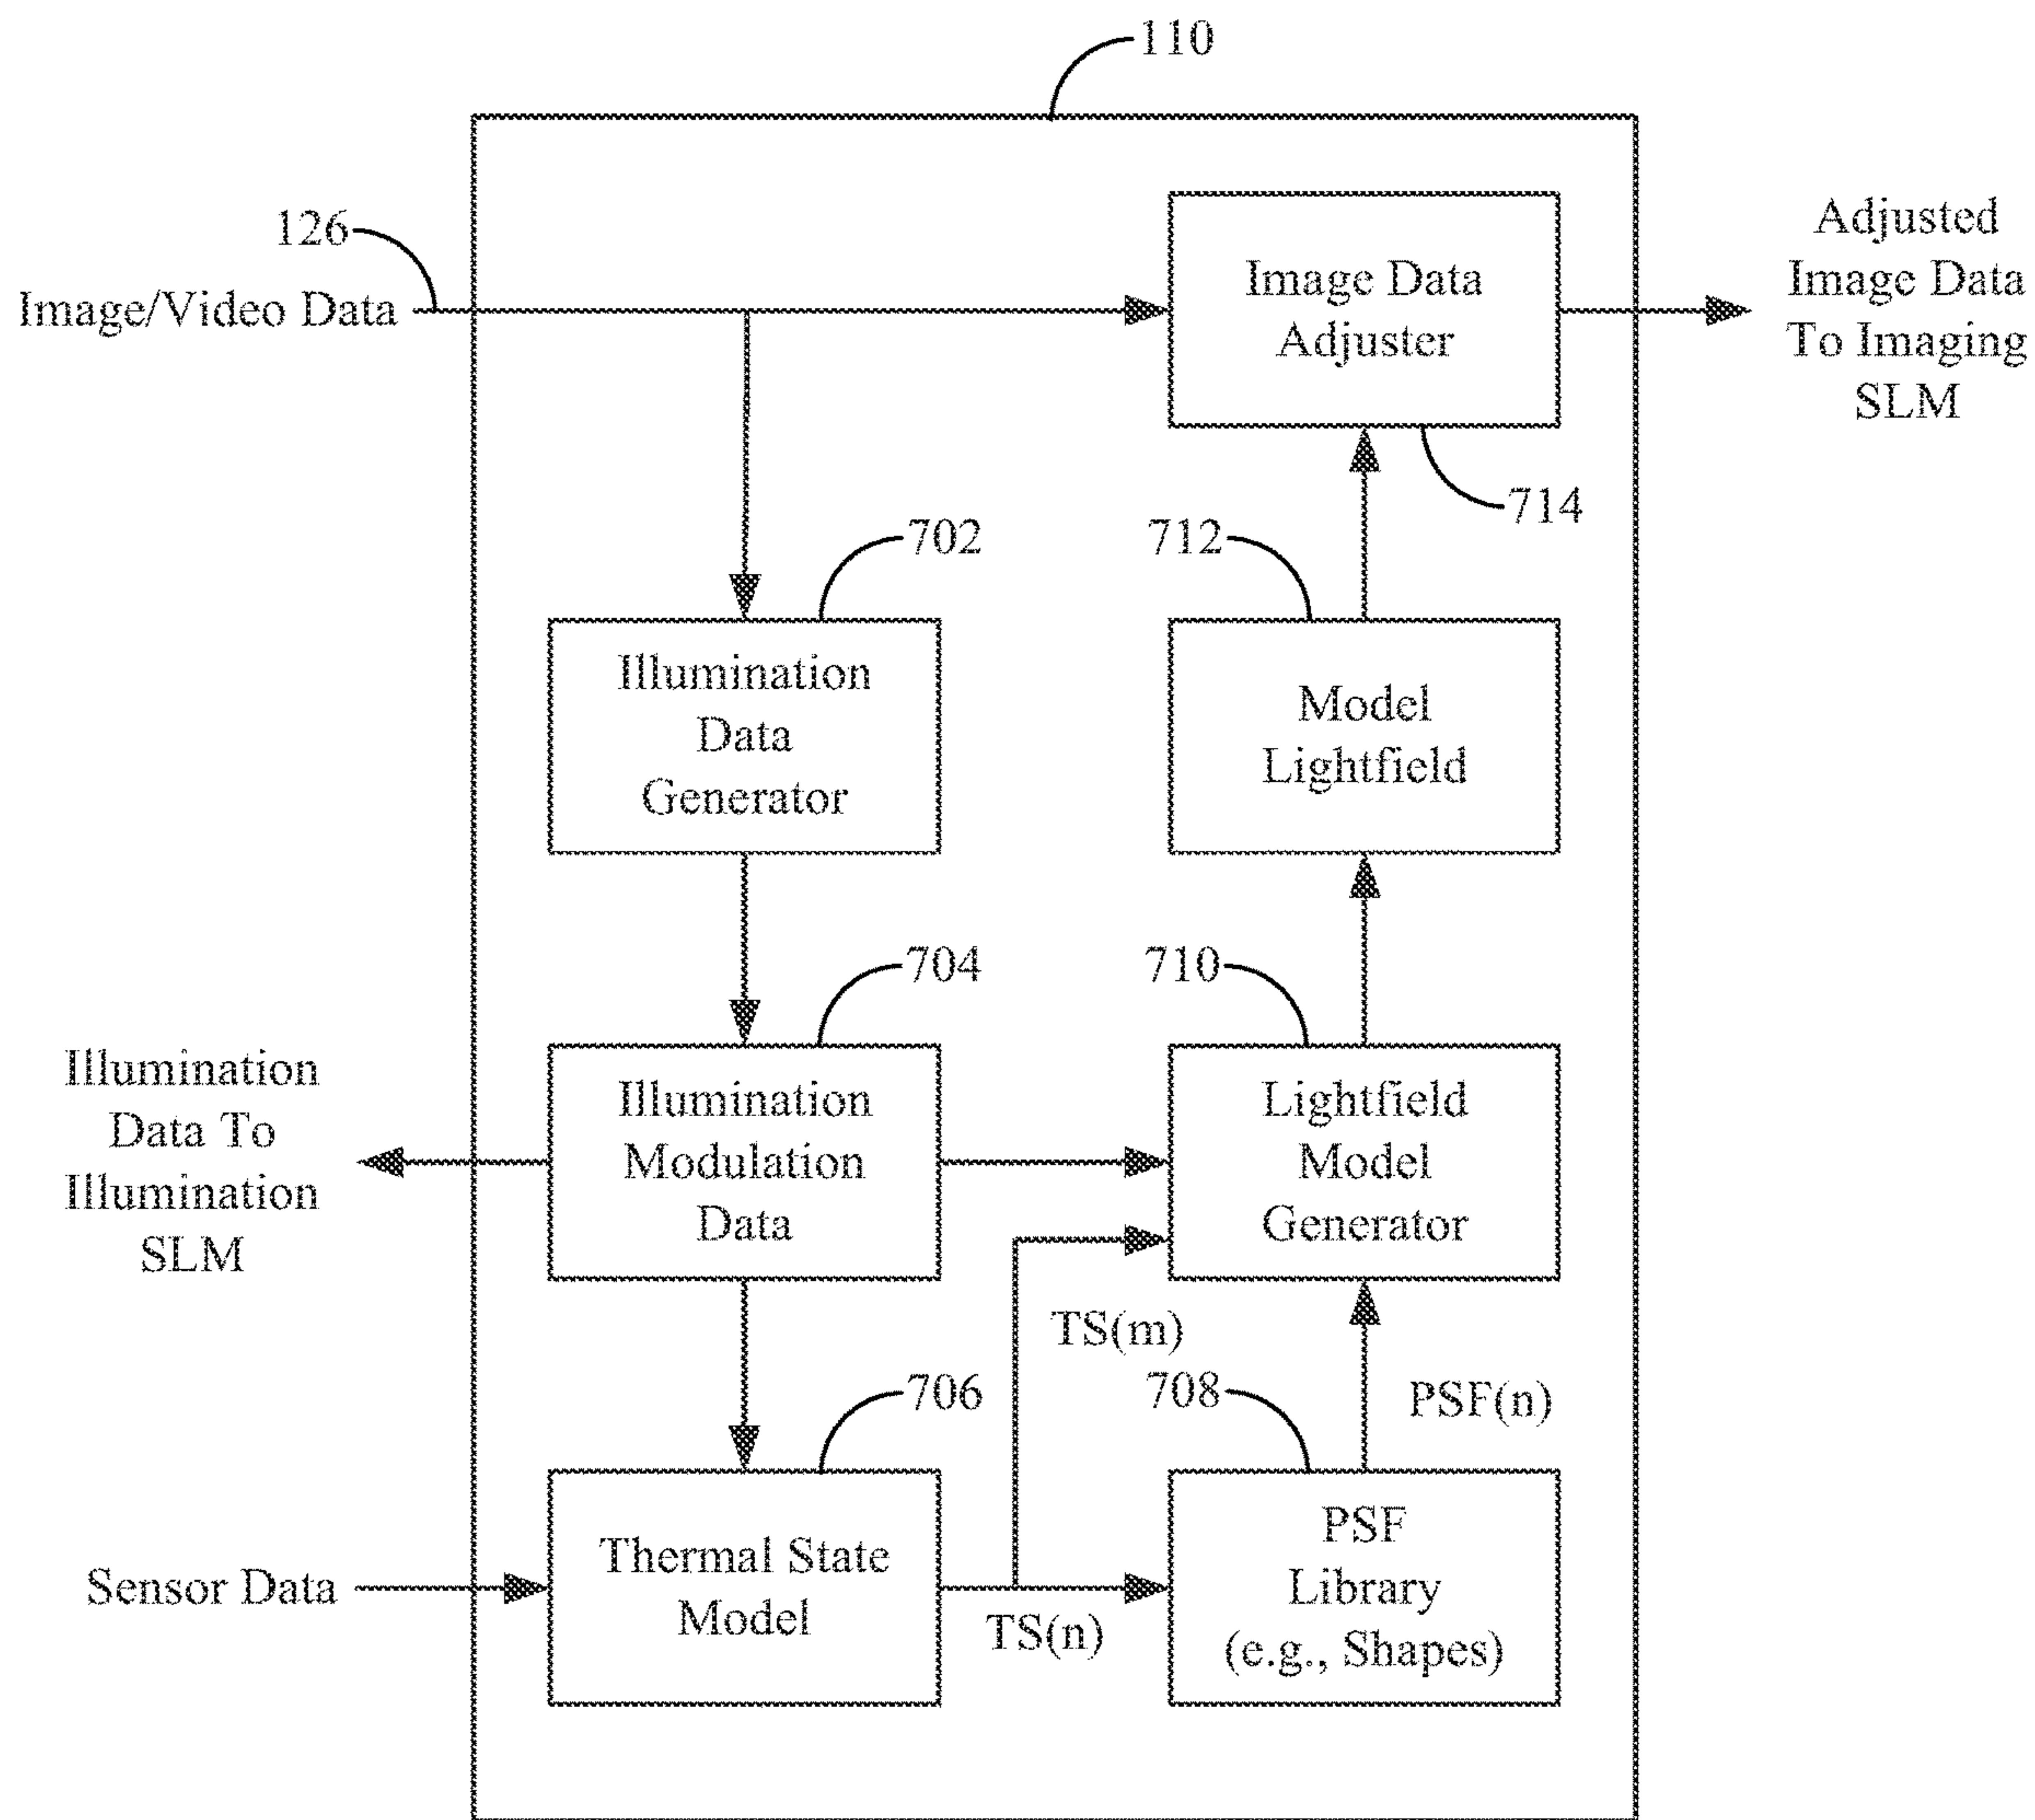 110
126
Image/Video Data
Image Data
Adjuster
Adjusted
Image Data
To Imaging
SLM
714
702
712
Illumination
Data
Generator
Model
Lightfield
704
710
Illumination
Data To
Illumination
SLM
Illumination
Modulation
Data
Lightfield
Model
Generator
TS(m)
706
708
PSF(n)
Sensor Data
Thermal State
Model
TS(n)
PSF
Library
(e.g., Shapes)